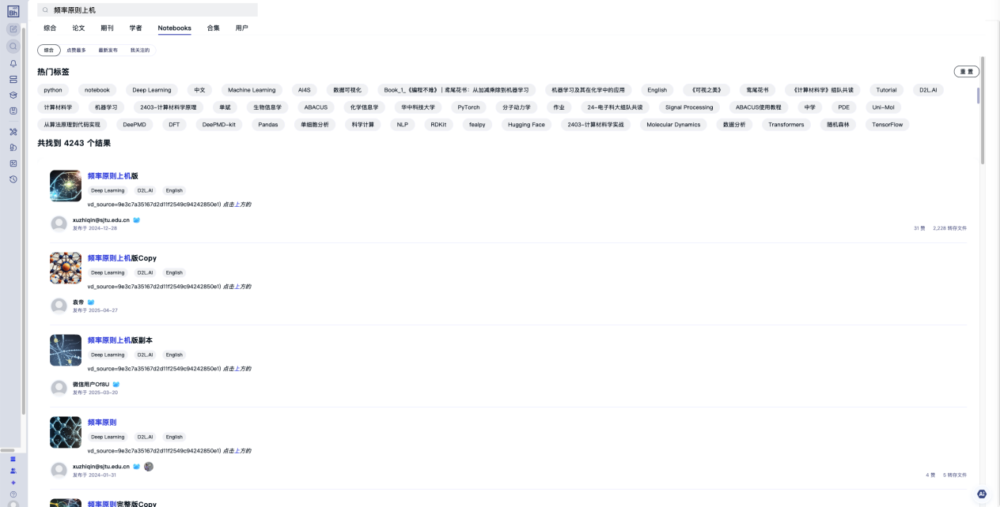 Bh
频率原则上机
综合 论文 期刊 学者 Notebooks 合集 用户
综合 点赞最多 最新发布 我关注的
热门标签 重置
python notebook Deep Learning 中文 Machine Learning AI4S 数据可视化 Book_1_《编程不难》 | 鸢尾花书：从加减乘除到机器学习 机器学习及其在化学中的应用 English 《可视之美》 鸢尾花书 《计算材料学》组队共读 Tutorial D2L.AI
计算材料学 机器学习 2403-计算材料学原理 单斌 生物信息学 ABACUS 化学信息学 华中科技大学 PyTorch 分子动力学 作业 24-电子科大组队共读 Signal Processing ABACUS使用教程 中学 PDE Uni-Mol
从算法原理到代码实现 DeePMD DFT DeePMD-kit Pandas 单细胞分析 科学计算 NLP RDKit fealpy Hugging Face 2403-计算材料学实战 Molecular Dynamics 数据分析 Transformers 随机森林 TensorFlow
共找到 4243 个结果
频率原则上机版
Deep Learning D2L.AI English
vd_source=9e3c7a35167d2d11f2549c94242850e1) 点击上方的
xuzhiqin@sjtu.edu.cn
发布于 2024-12-28 31 赞 2,228 转存文件
频率原则上机版Copy
Deep Learning D2L.AI English
vd_source=9e3c7a35167d2d11f2549c94242850e1) 点击上方的
袁帝
发布于 2025-04-27
频率原则上机版副本
Deep Learning D2L.AI English
vd_source=9e3c7a35167d2d11f2549c94242850e1) 点击上方的
微信用户Of8U
发布于 2025-03-20
频率原则
Deep Learning D2L.AI English
vd_source=9e3c7a35167d2d11f2549c94242850e1) 点击上方的
xuzhiqin@sjtu.edu.cn
发布于 2024-01-31 4 赞 5 转存文件
频率原则完整版Copy
Ai